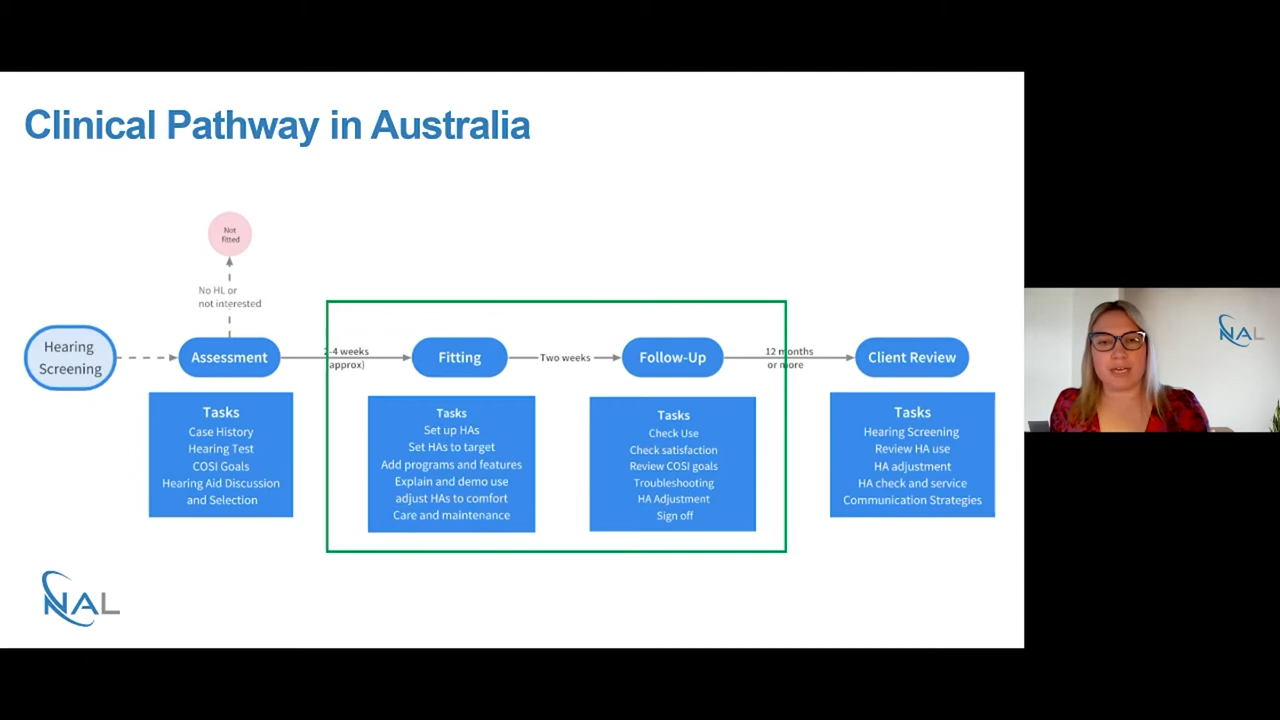 Clinical Pathway in Australia
Not
fitted
No HL or
not interested
Hearing
Screening
Assessment
2-4 weeks
(approx)
Fitting
Two weeks
Follow-Up
12 months
or more
Client Review
Tasks
Case History
Hearing Test
COSI Goals
Hearing Aid Discussion
and Selection
Tasks
Set up HAs
Set HAs to target
Add programs and features
Explain and demo use
adjust HAs to comfort
Care and maintenance
Tasks
Check Use
Check satisfaction
Review COSI goals
Troubleshooting
HA Adjustment
Sign off
Tasks
Hearing Screening
Review HA use
HA adjustment
HA check and service
Communication Strategies
NAL
NAL